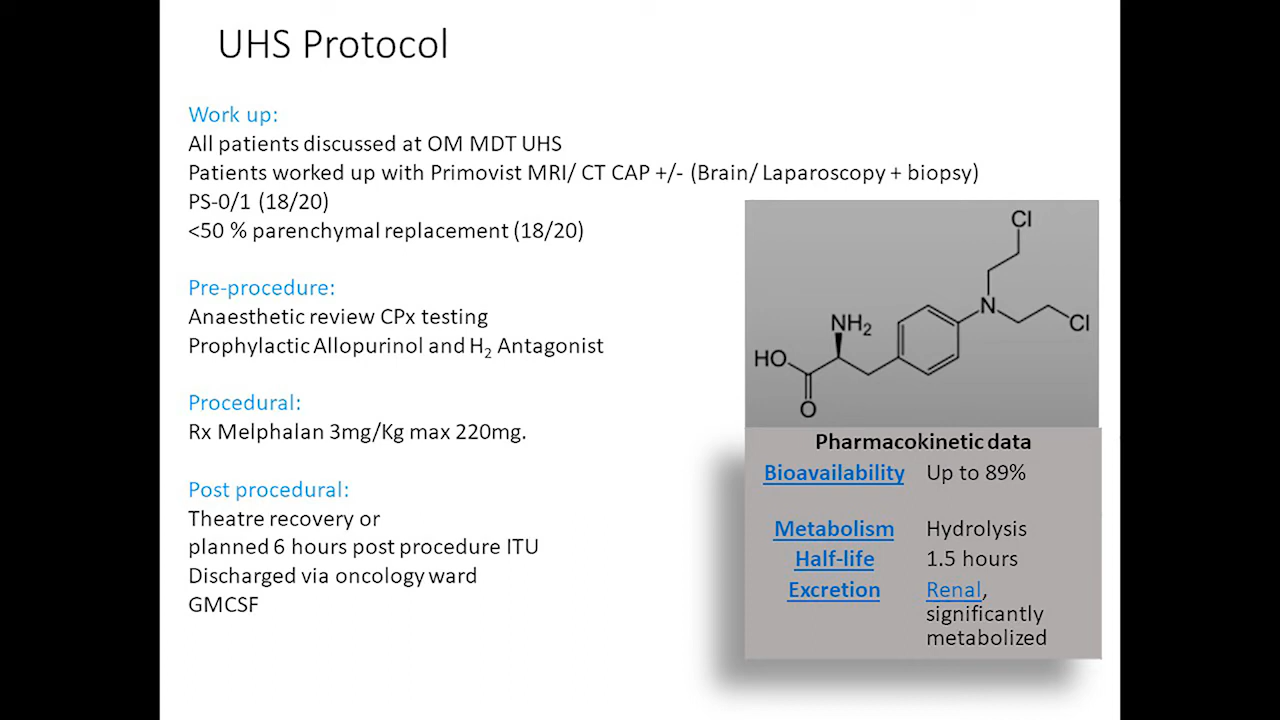 UHS Protocol
Work up:
All patients discussed at OM MDT UHS
Patients worked up with Primovist MRI/ CT CAP +/- (Brain/ Laparoscopy + biopsy)
PS-0/1 (18/20)
<50 % parenchymal replacement (18/20)
Pre-procedure:
Anaesthetic review CPx testing
Prophylactic Allopurinol and H₂ Antagonist
Procedural:
Rx Melphalan 3mg/Kg max 220mg.
Post procedural:
Theatre recovery or
planned 6 hours post procedure ITU
Discharged via oncology ward
GMCSF
Cl
N
NH₂
Cl
HO
O
Pharmacokinetic data
Bioavailability Up to 89%
Metabolism Hydrolysis
Half-life 1.5 hours
Excretion Renal,
significantly
metabolized